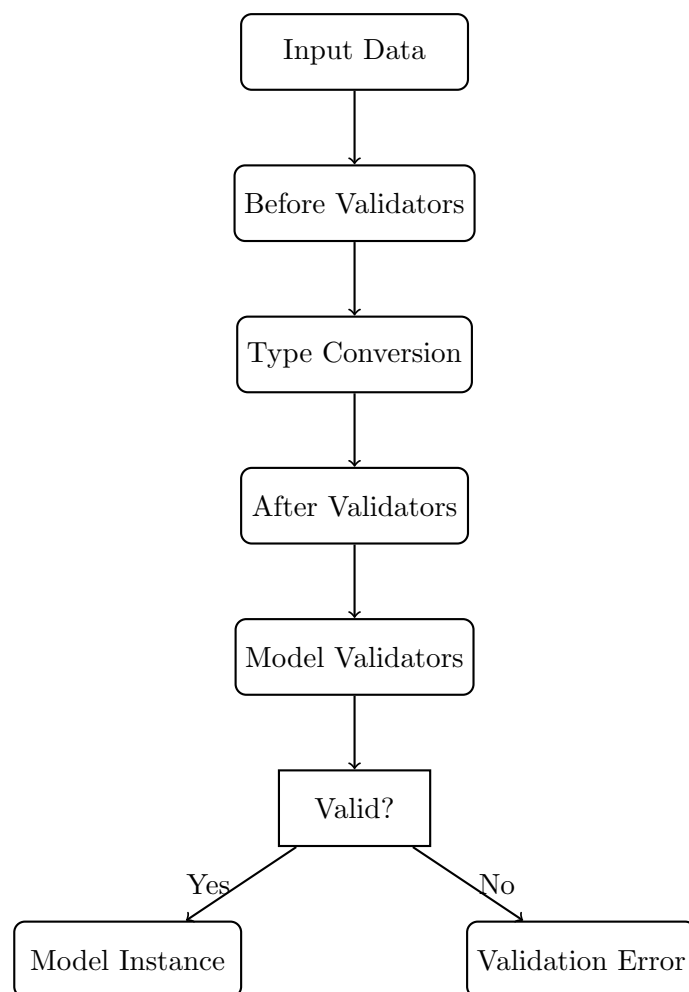 Input Data
Before Validators
Type Conversion
After Validators
Model Validators
Valid?
Yes
No
Model Instance
Validation Error